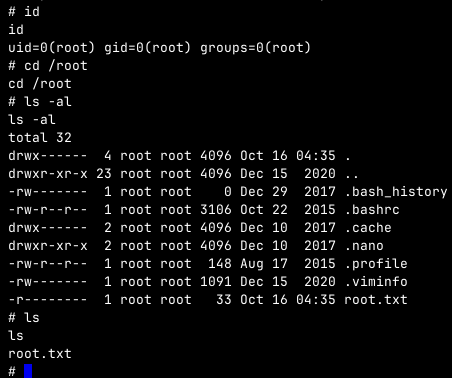 # id
id
uid=0(root) gid=0(root) groups=0(root)
# cd /root
cd /root
# ls -al
ls -al
total 32
drwx------  4 root root 4096 Oct 16 04:35 .
drwxr-xr-x 23 root root 4096 Dec 15  2020 ..
-rw-------  1 root root    0 Dec 29  2017 .bash_history
-rw-r--r--  1 root root 3106 Oct 22  2015 .bashrc
drwx------  2 root root 4096 Dec 10  2017 .cache
drwxr-xr-x  2 root root 4096 Dec 10  2017 .nano
-rw-r--r--  1 root root  148 Aug 17  2015 .profile
-rw-------  1 root root 1091 Dec 15  2020 .viminfo
-r--------  1 root root   33 Oct 16 04:35 root.txt
# ls
ls
root.txt
#